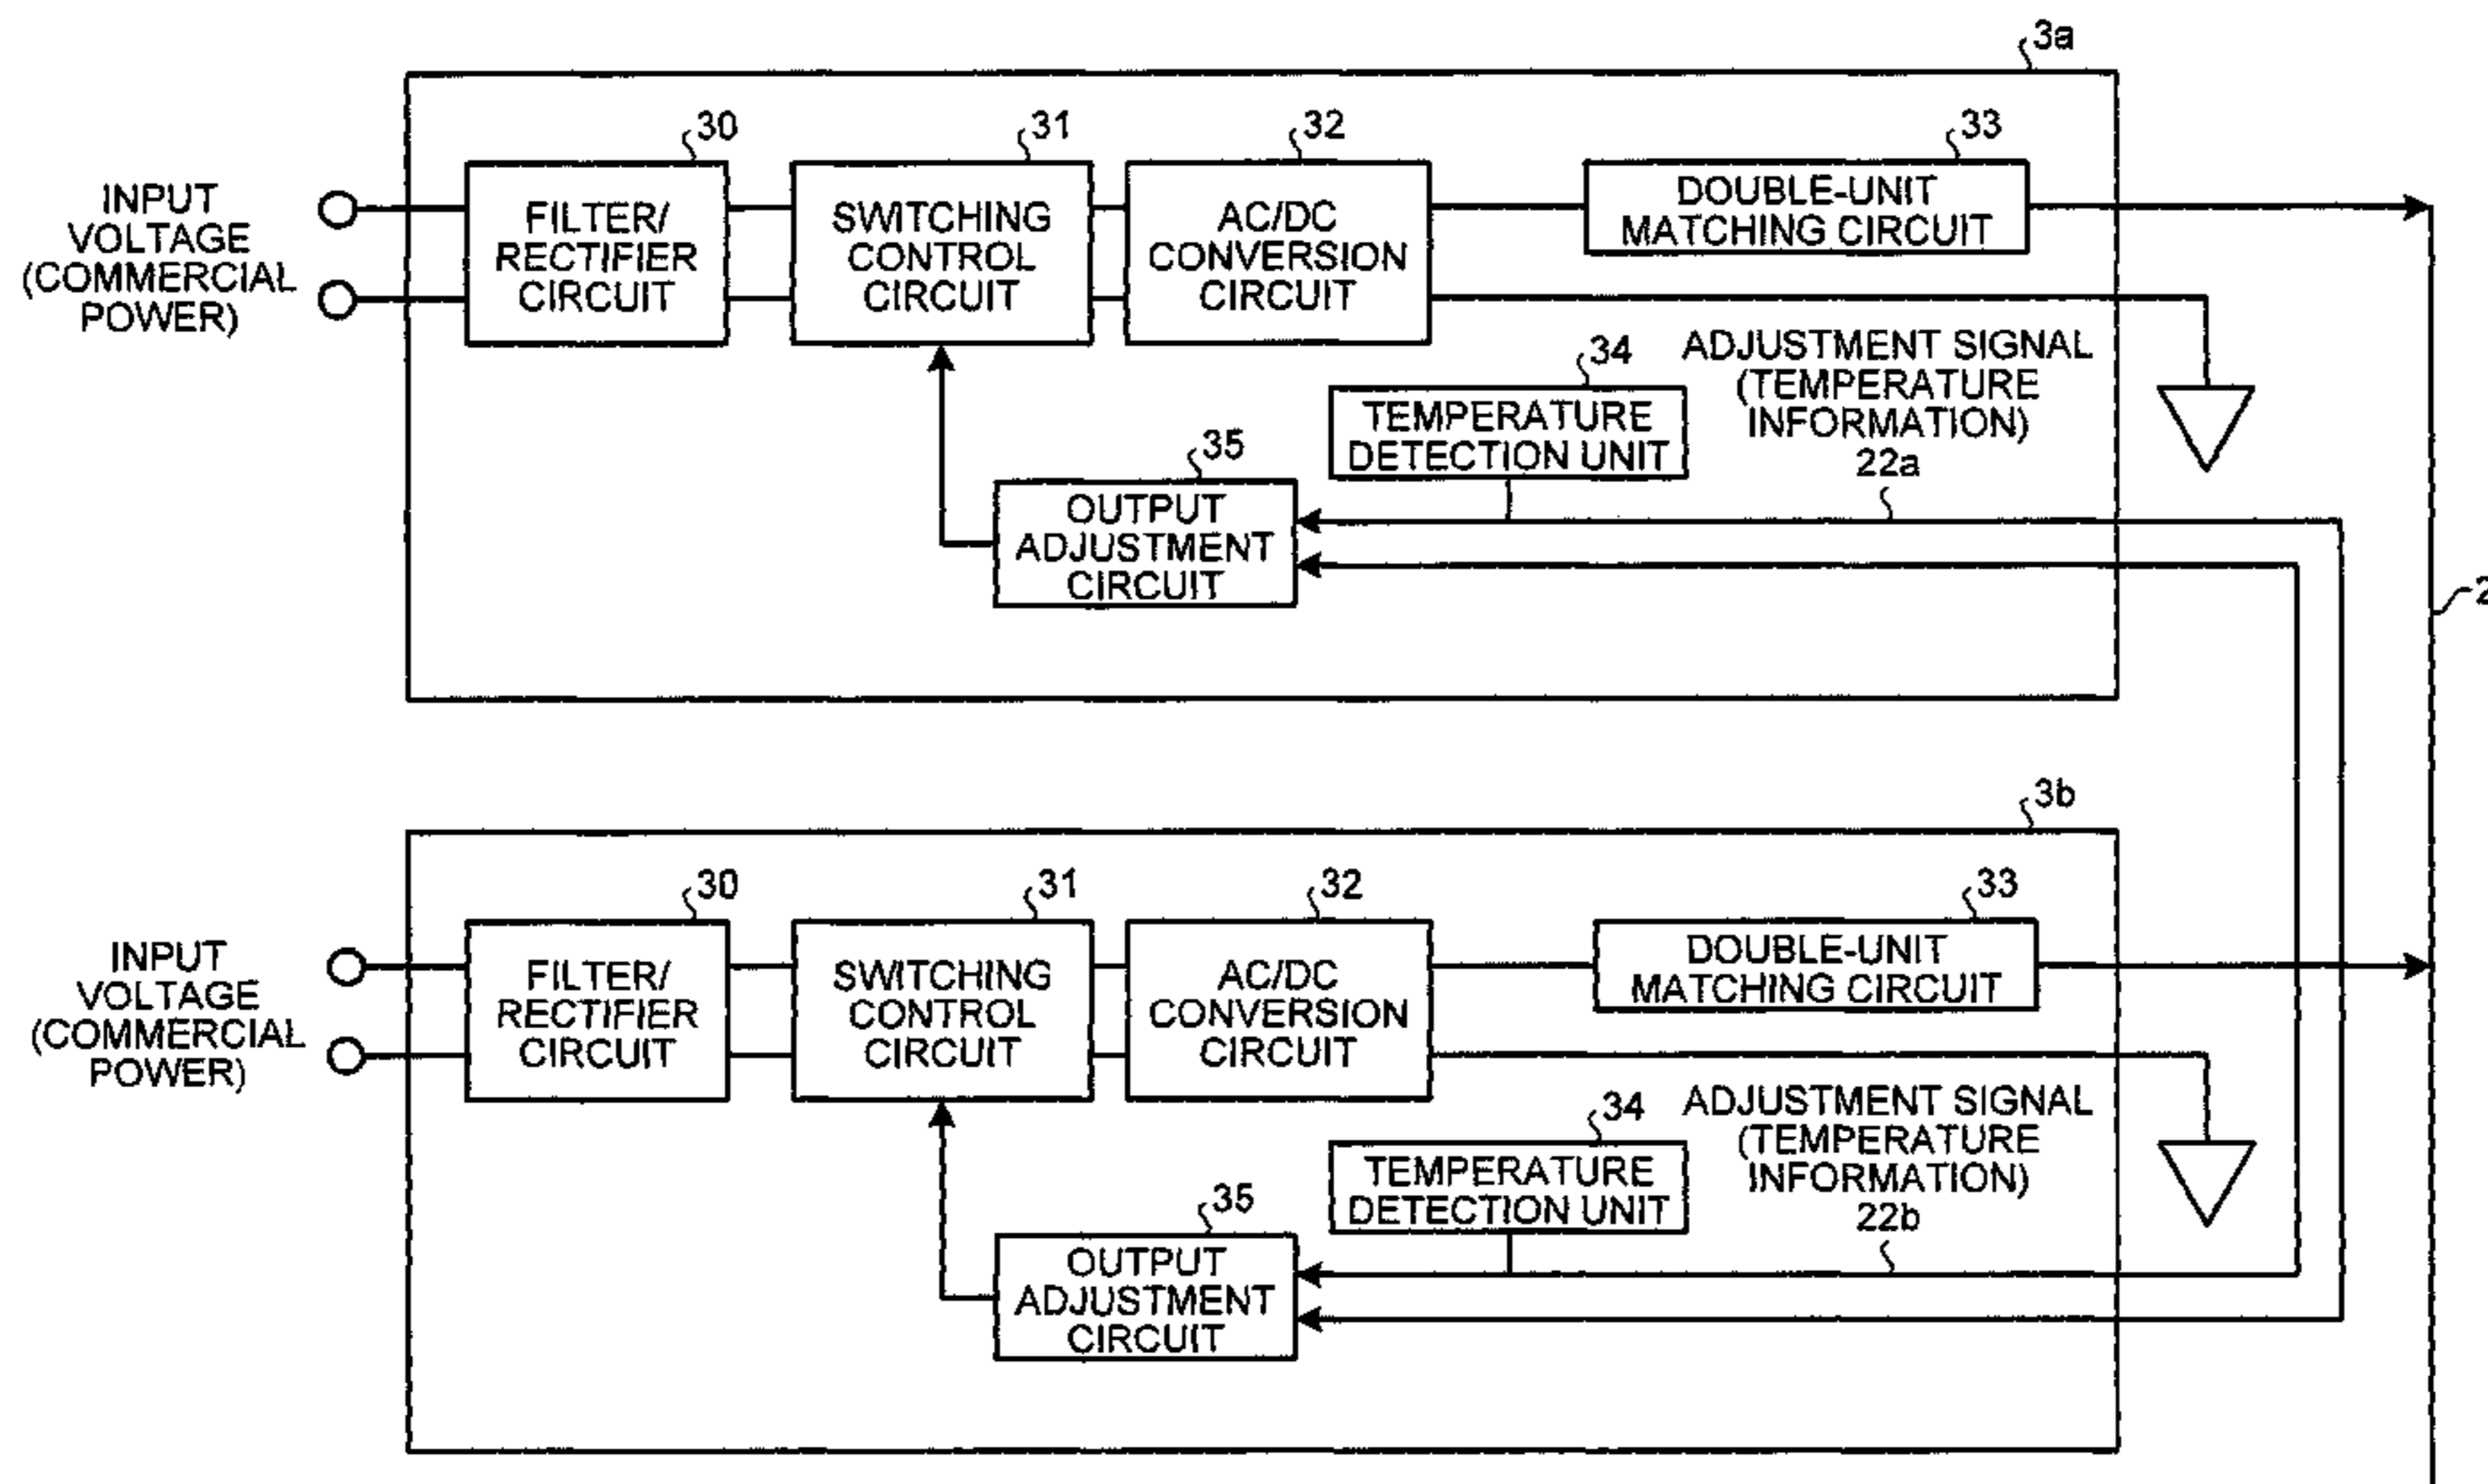 3a
30
31
32
33
INPUT
VOLTAGE
(COMMERCIAL
POWER)
FILTER/
RECTIFIER
CIRCUIT
SWITCHING
CONTROL
CIRCUIT
AC/DC
CONVERSION
CIRCUIT
DOUBLE-UNIT
MATCHING CIRCUIT
34
TEMPERATURE
DETECTION UNIT
ADJUSTMENT SIGNAL
(TEMPERATURE
INFORMATION)
22a
35
OUTPUT
ADJUSTMENT
CIRCUIT
2
3b
30
31
32
33
INPUT
VOLTAGE
(COMMERCIAL
POWER)
FILTER/
RECTIFIER
CIRCUIT
SWITCHING
CONTROL
CIRCUIT
AC/DC
CONVERSION
CIRCUIT
DOUBLE-UNIT
MATCHING CIRCUIT
34
TEMPERATURE
DETECTION UNIT
ADJUSTMENT SIGNAL
(TEMPERATURE
INFORMATION)
22b
35
OUTPUT
ADJUSTMENT
CIRCUIT